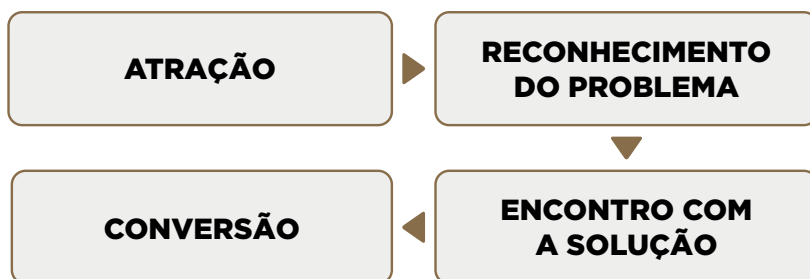 ATRAÇÃO
RECONHECIMENTO
DO PROBLEMA
ENCONTRO COM
A SOLUÇÃO
CONVERSÃO